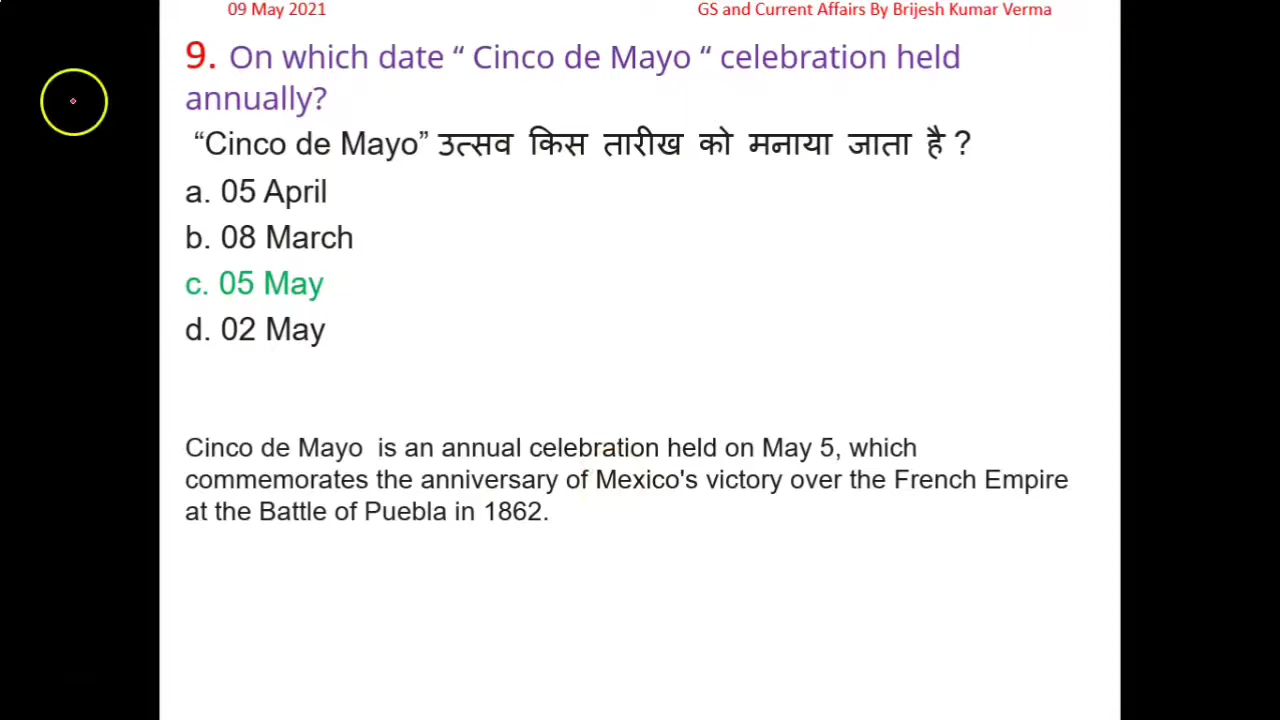 09 May 2021 GS and Current Affairs By Brijesh Kumar Verma
9. On which date “ Cinco de Mayo “ celebration held
annually?
“Cinco de Mayo” उत्सव किस तारीख को मनाया जाता है ?
a. 05 April
b. 08 March
c. 05 May
d. 02 May
Cinco de Mayo is an annual celebration held on May 5, which
commemorates the anniversary of Mexico's victory over the French Empire
at the Battle of Puebla in 1862.